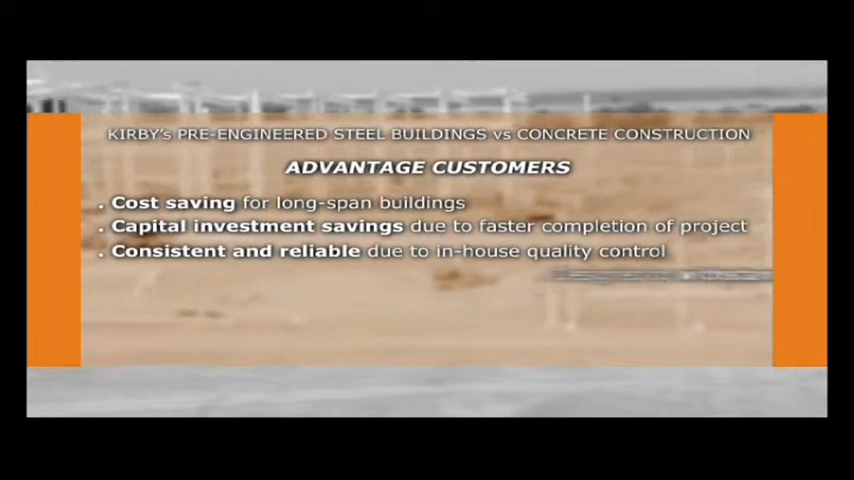 KIRBY's PRE-ENGINEERED STEEL BUILDINGS vs CONCRETE CONSTRUCTION
ADVANTAGE CUSTOMERS
. Cost saving for long-span buildings
. Capital investment savings due to faster completion of project
. Consistent and reliable due to in-house quality control